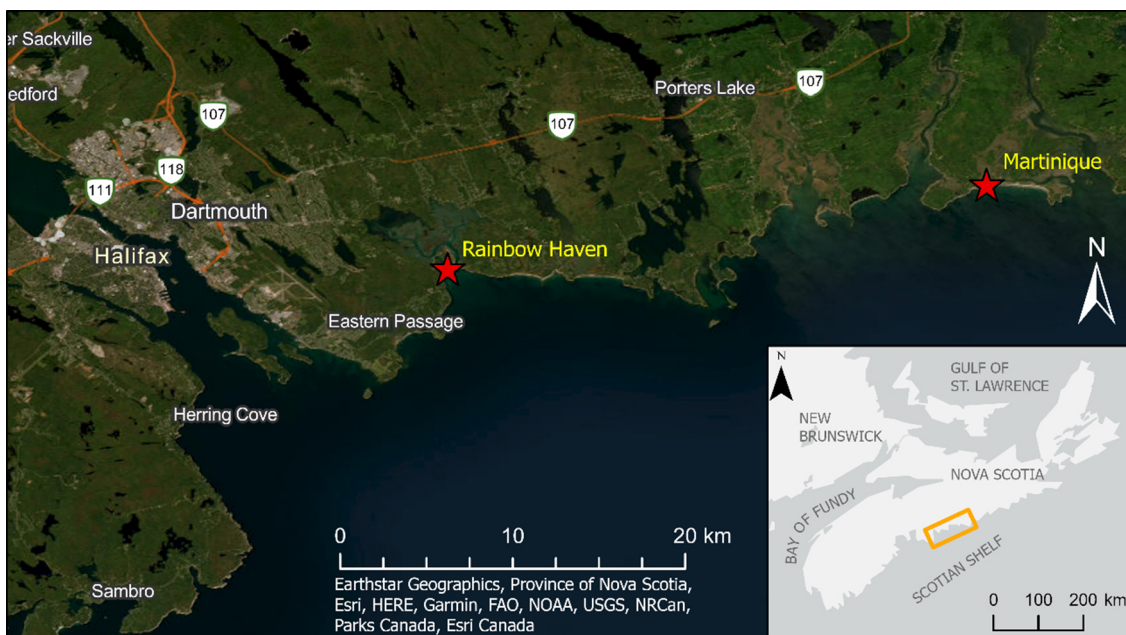 er Sackville
edford
107
118
111
Dartmouth
Halifax
107
Porters Lake
107
Martinique
Rainbow Haven
Eastern Passage
Herring Cove
Sambro
N
0 10 20 km
Earthstar Geographics, Province of Nova Scotia,
Esri, HERE, Garmin, FAO, NOAA, USGS, NRCan,
Parks Canada, Esri Canada
N
GULF OF
ST. LAWRENCE
NEW
BRUNSWICK
NOVA SCOTIA
BAY OF FUNDY
SCOTIAN SHELF
0 100 200 km